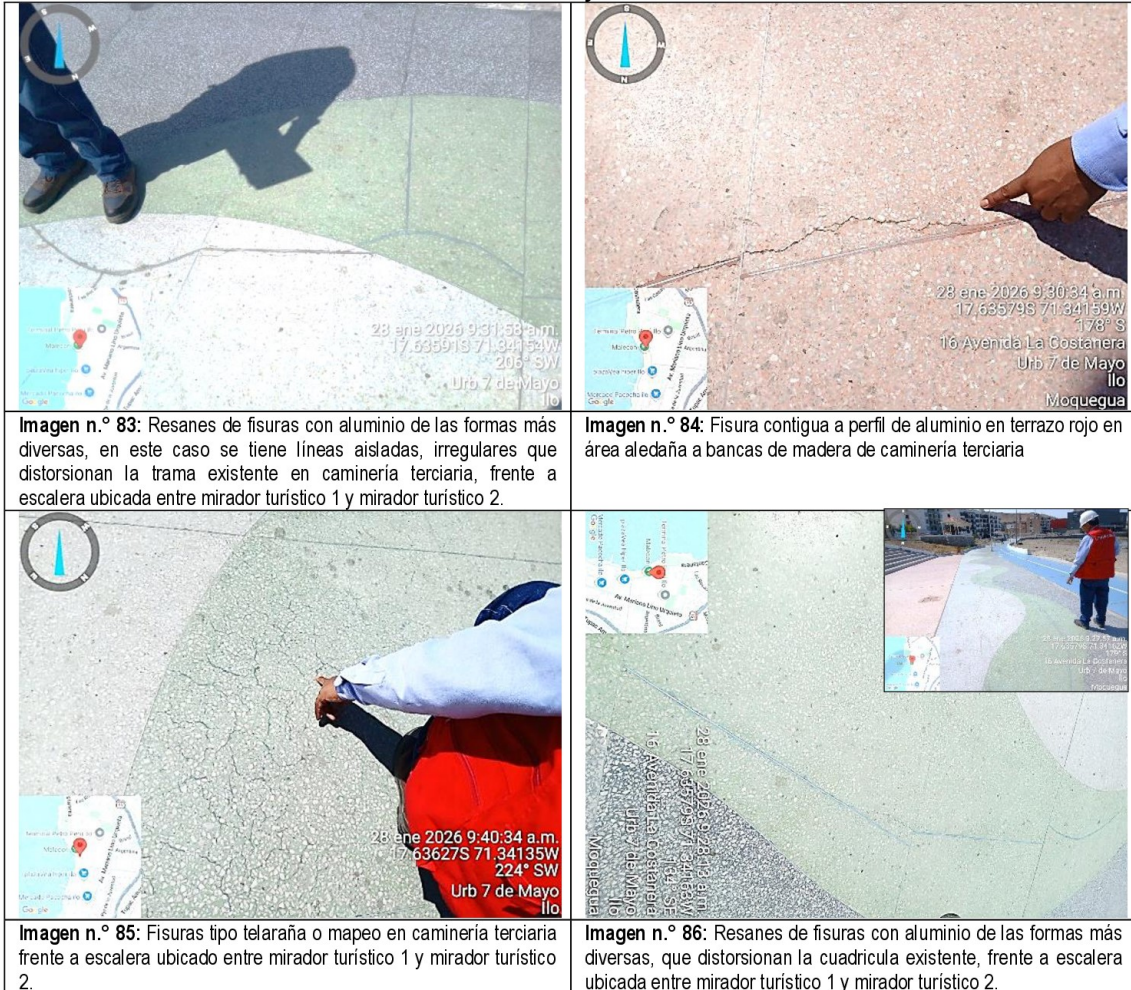 28 ene 2026 9:31:58 a.m.
17.63591S 71.34154W
206° SW
Urb 7 de Mayo
Ilo
Google
28 ene 2026 9:30:34 a.m.
17.63579S 71.34159W
178° S
16 Avenida La Costanera
Urb 7 de Mayo
Ilo
Moquegua
Google
Imagen n.° 83: Resanes de fisuras con aluminio de las formas más
diversas, en este caso se tiene líneas aisladas, irregulares que
distorsionan la trama existente en caminería terciaria, frente a
escalera ubicada entre mirador turístico 1 y mirador turístico 2.
Imagen n.° 84: Fisura contigua a perfil de aluminio en terrazo rojo en
área aledaña a bancas de madera de caminería terciaria
28 ene 2026 9:40:34 a.m.
17.63627S 71.34135W
224° SW
Urb 7 de Mayo
Ilo
Google
16 Avenida La Costanera
Urb 7 de Mayo
Ilo
Moquegua
Imagen n.° 85: Fisuras tipo telaraña o mapeo en caminería terciaria
frente a escalera ubicado entre mirador turístico 1 y mirador turístico
2.
Imagen n.° 86: Resanes de fisuras con aluminio de las formas más
diversas, que distorsionan la cuadricula existente, frente a escalera
ubicada entre mirador turístico 1 y mirador turístico 2.